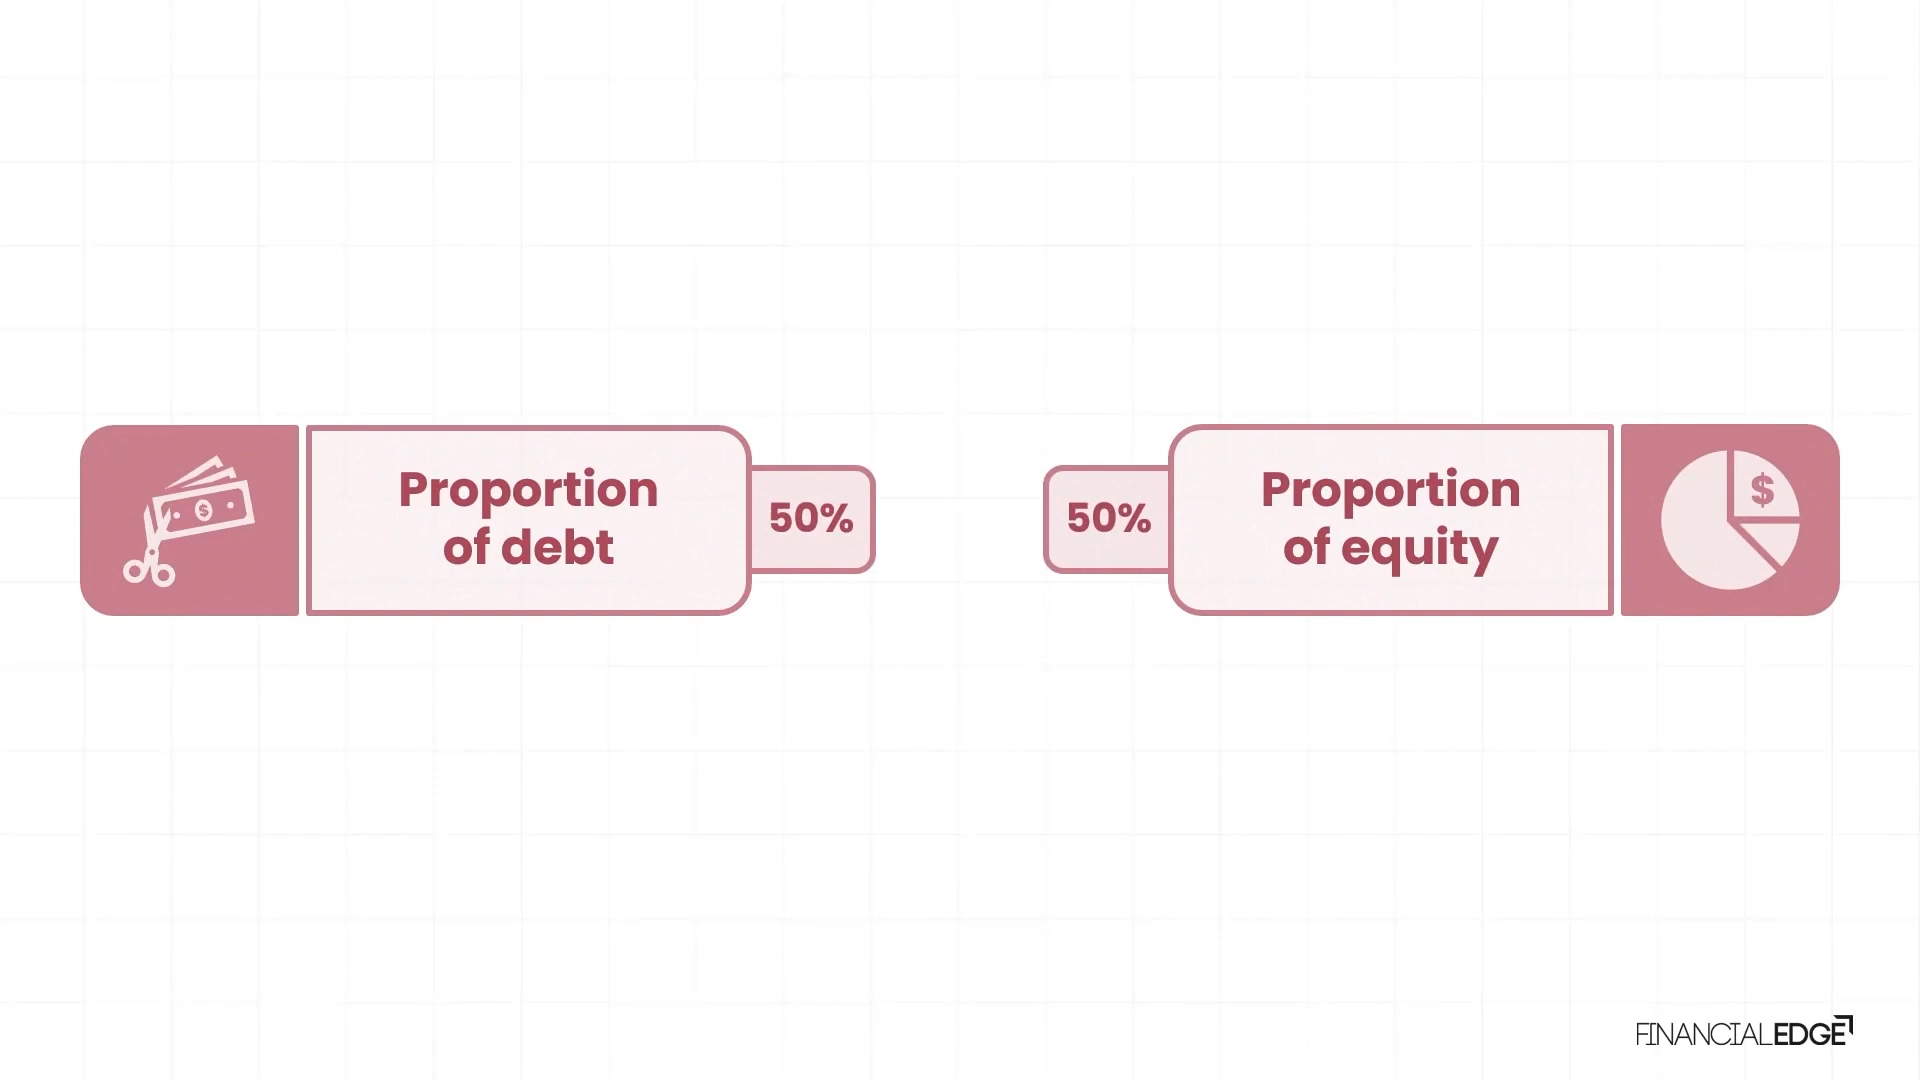 Proportion
of debt
50%
50%
Proportion
of equity
$
$
FINANCIALEDGE